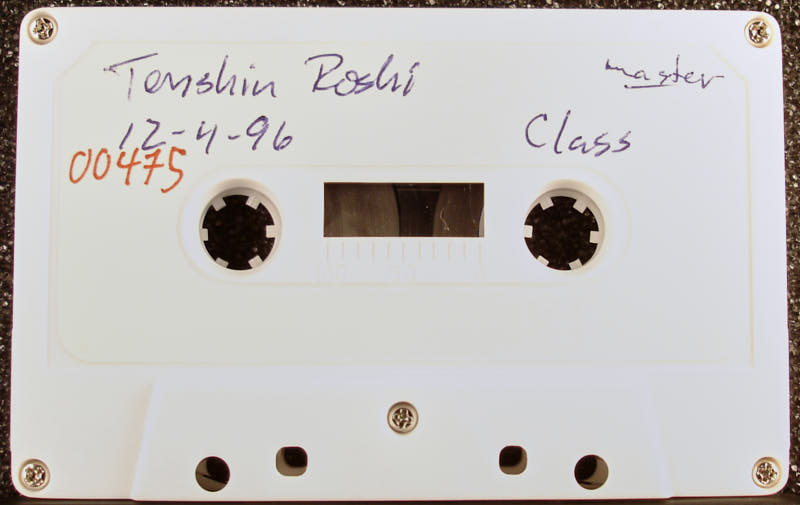 Tenshin Roshi
master
12-4-96
Class
00475